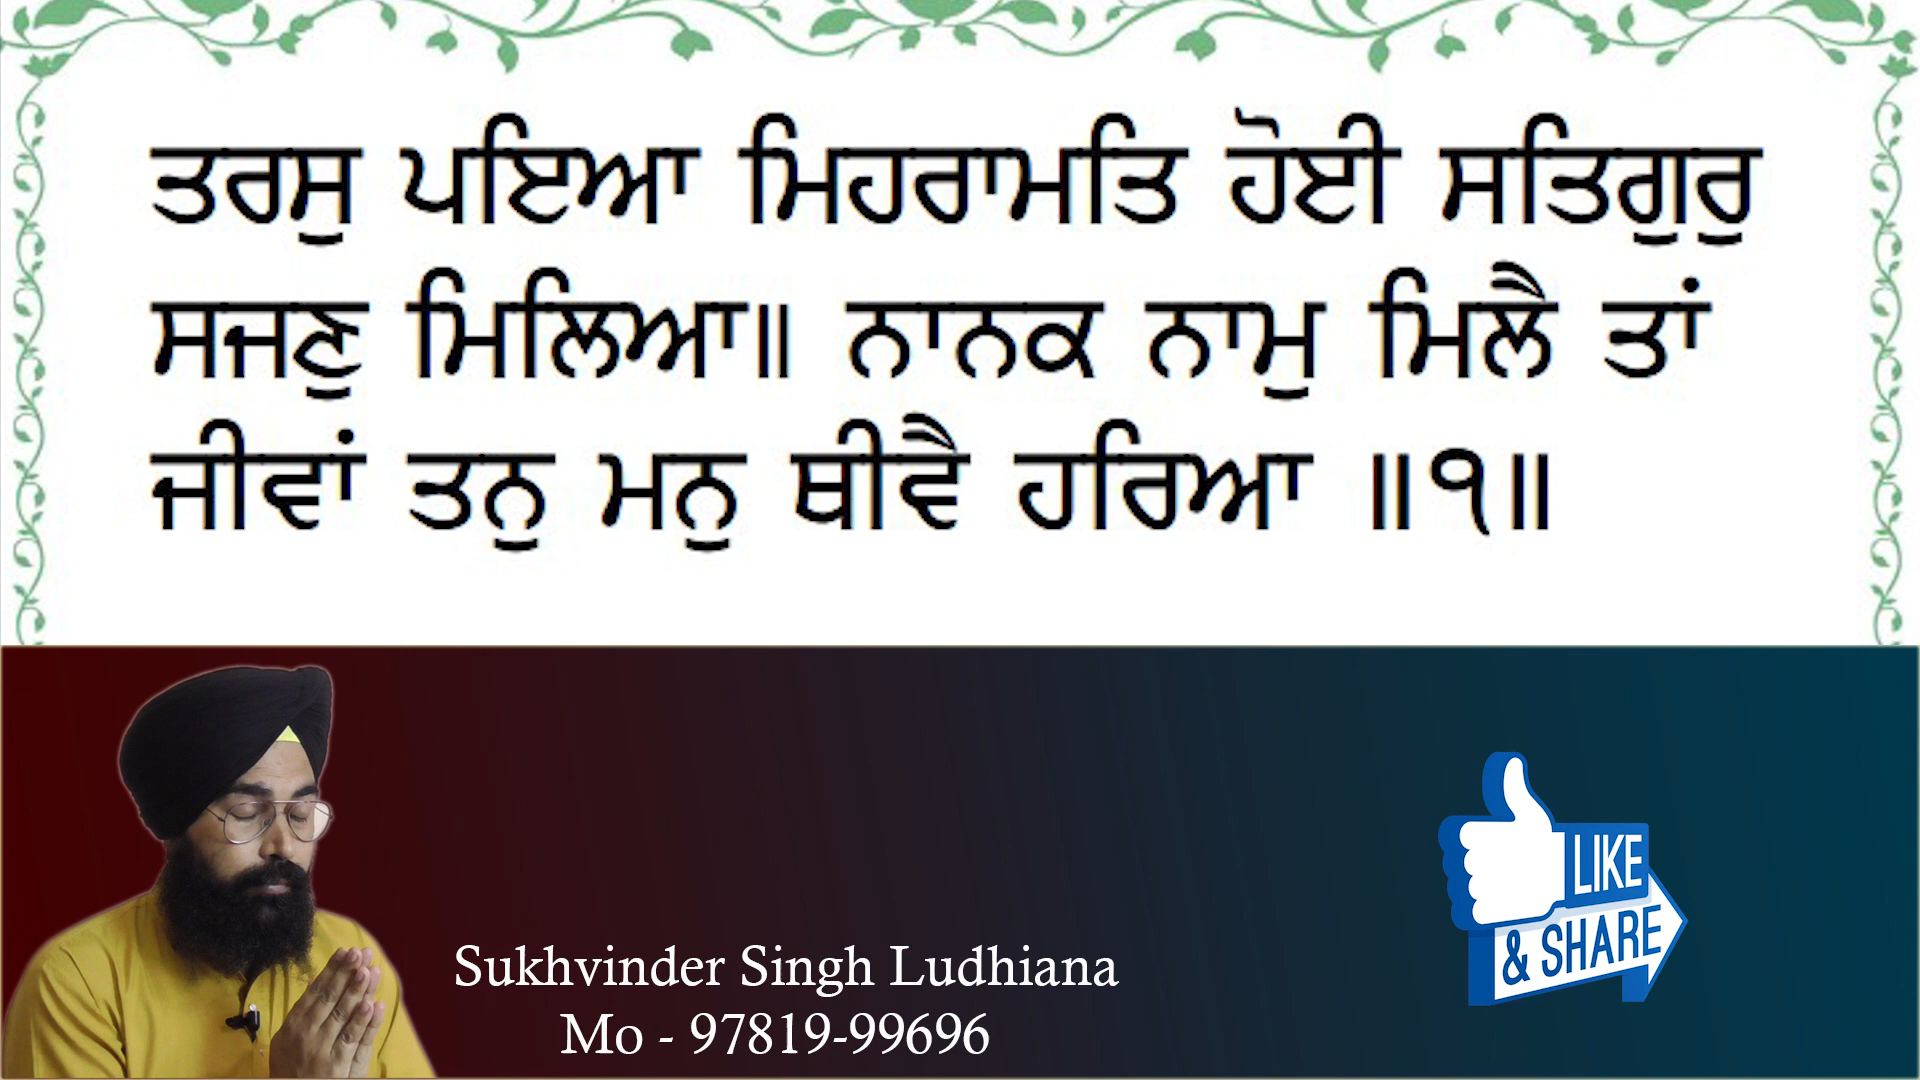 ਤਰਸੁ ਪਇਆ ਮਿਹਰਾਮਤਿ ਹੋਈ ਸਤਿਗੁਰੁ
ਸਜਣੁ ਮਿਲਿਆ॥ ਨਾਨਕ ਨਾਮੁ ਮਿਲੈ ਤਾਂ
ਜੀਵਾਂ ਤਨੁ ਮਨੁ ਥੀਵੈ ਹਰਿਆ ॥੧॥
LIKE
& SHARE
Sukhvinder Singh Ludhiana
Mo - 97819-99696